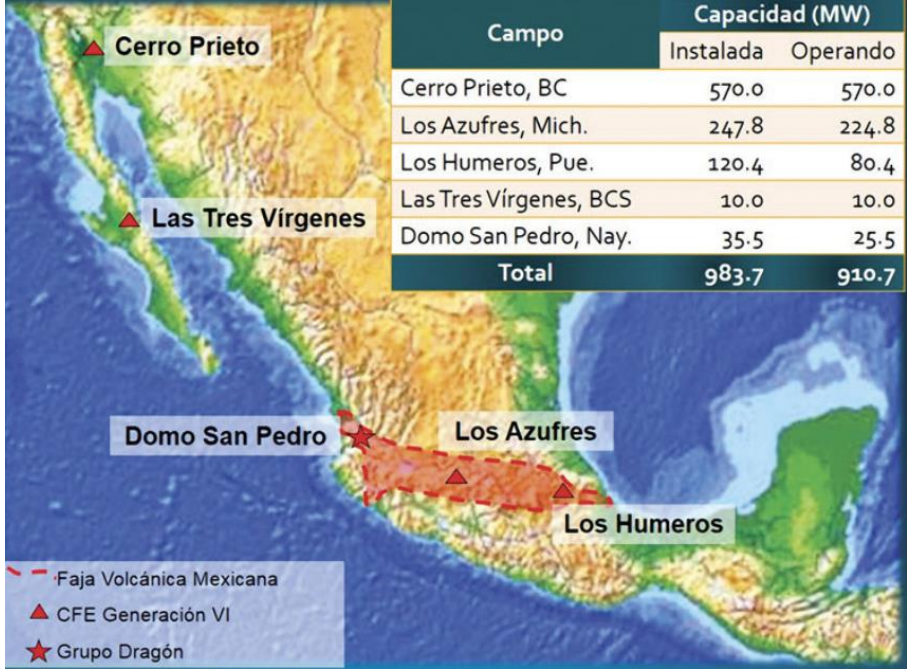 Campo Capacidad (MW)
Instalada Operando
Cerro Prieto, BC 570.0 570.0
Los Azufres, Mich. 247.8 224.8
Los Humeros, Pue. 120.4 80.4
Las Tres Vírgenes, BCS 10.0 10.0
Domo San Pedro, Nay. 35.5 25.5
Total 983.7 910.7
Cerro Prieto
Las Tres Vírgenes
Domo San Pedro
Los Azufres
Los Humeros
Faja Volcánica Mexicana
CFE Generación VI
Grupo Dragón